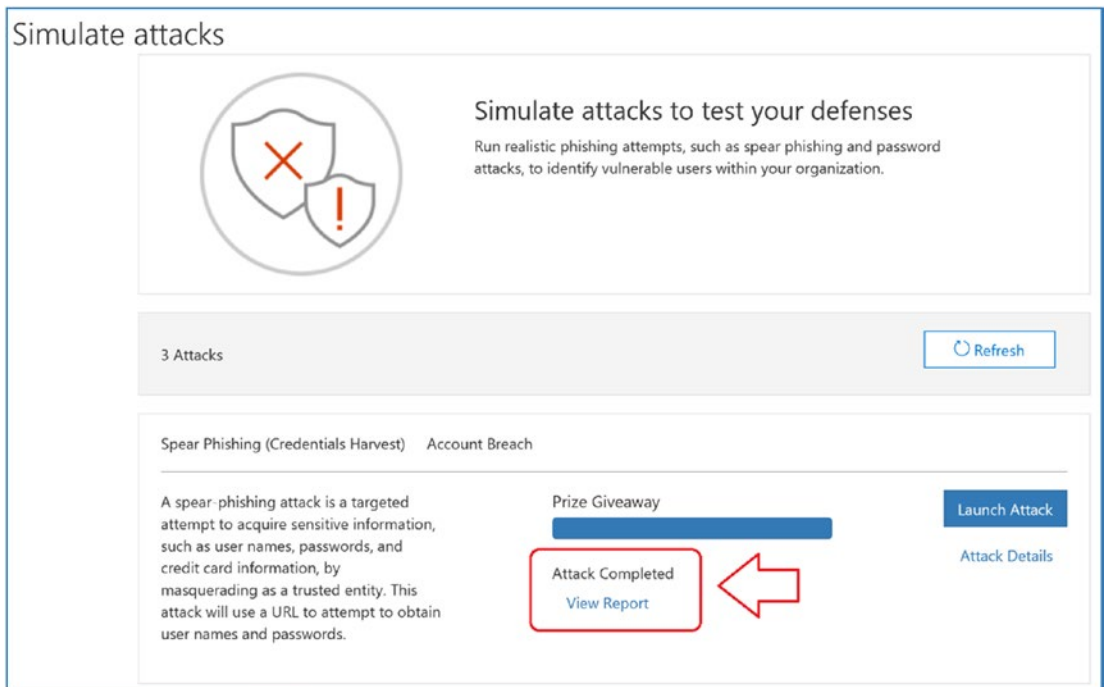 Simulate attacks
Simulate attacks to test your defenses
Run realistic phishing attempts, such as spear phishing and password
attacks, to identify vulnerable users within your organization.
3 Attacks
Refresh
Spear Phishing (Credentials Harvest) Account Breach
A spear-phishing attack is a targeted
attempt to acquire sensitive information,
such as user names, passwords, and
credit card information, by
masquerading as a trusted entity. This
attack will use a URL to attempt to obtain
user names and passwords.
Prize Giveaway
Attack Completed
View Report
Launch Attack
Attack Details